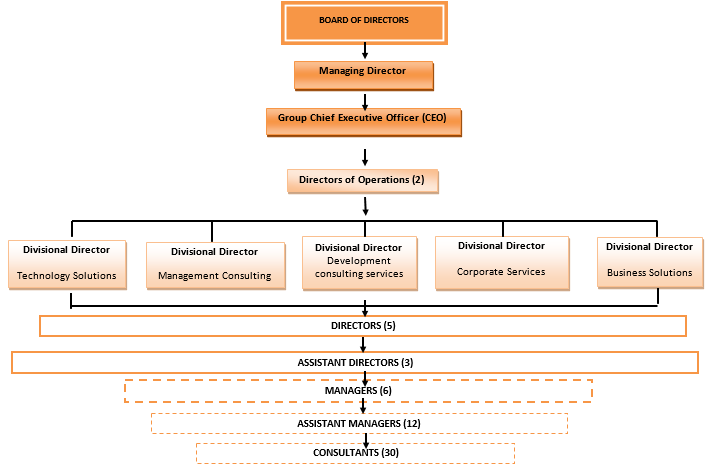 BOARD OF DIRECTORS
Managing Director
Group Chief Executive Officer (CEO)
Directors of Operations (2)
Divisional Director
Technology Solutions
Divisional Director
Management Consulting
Divisional Director
Development
consulting services
Divisional Director
Corporate Services
Divisional Director
Business Solutions
DIRECTORS (5)
ASSISTANT DIRECTORS (3)
MANAGERS (6)
ASSISTANT MANAGERS (12)
CONSULTANTS (30)